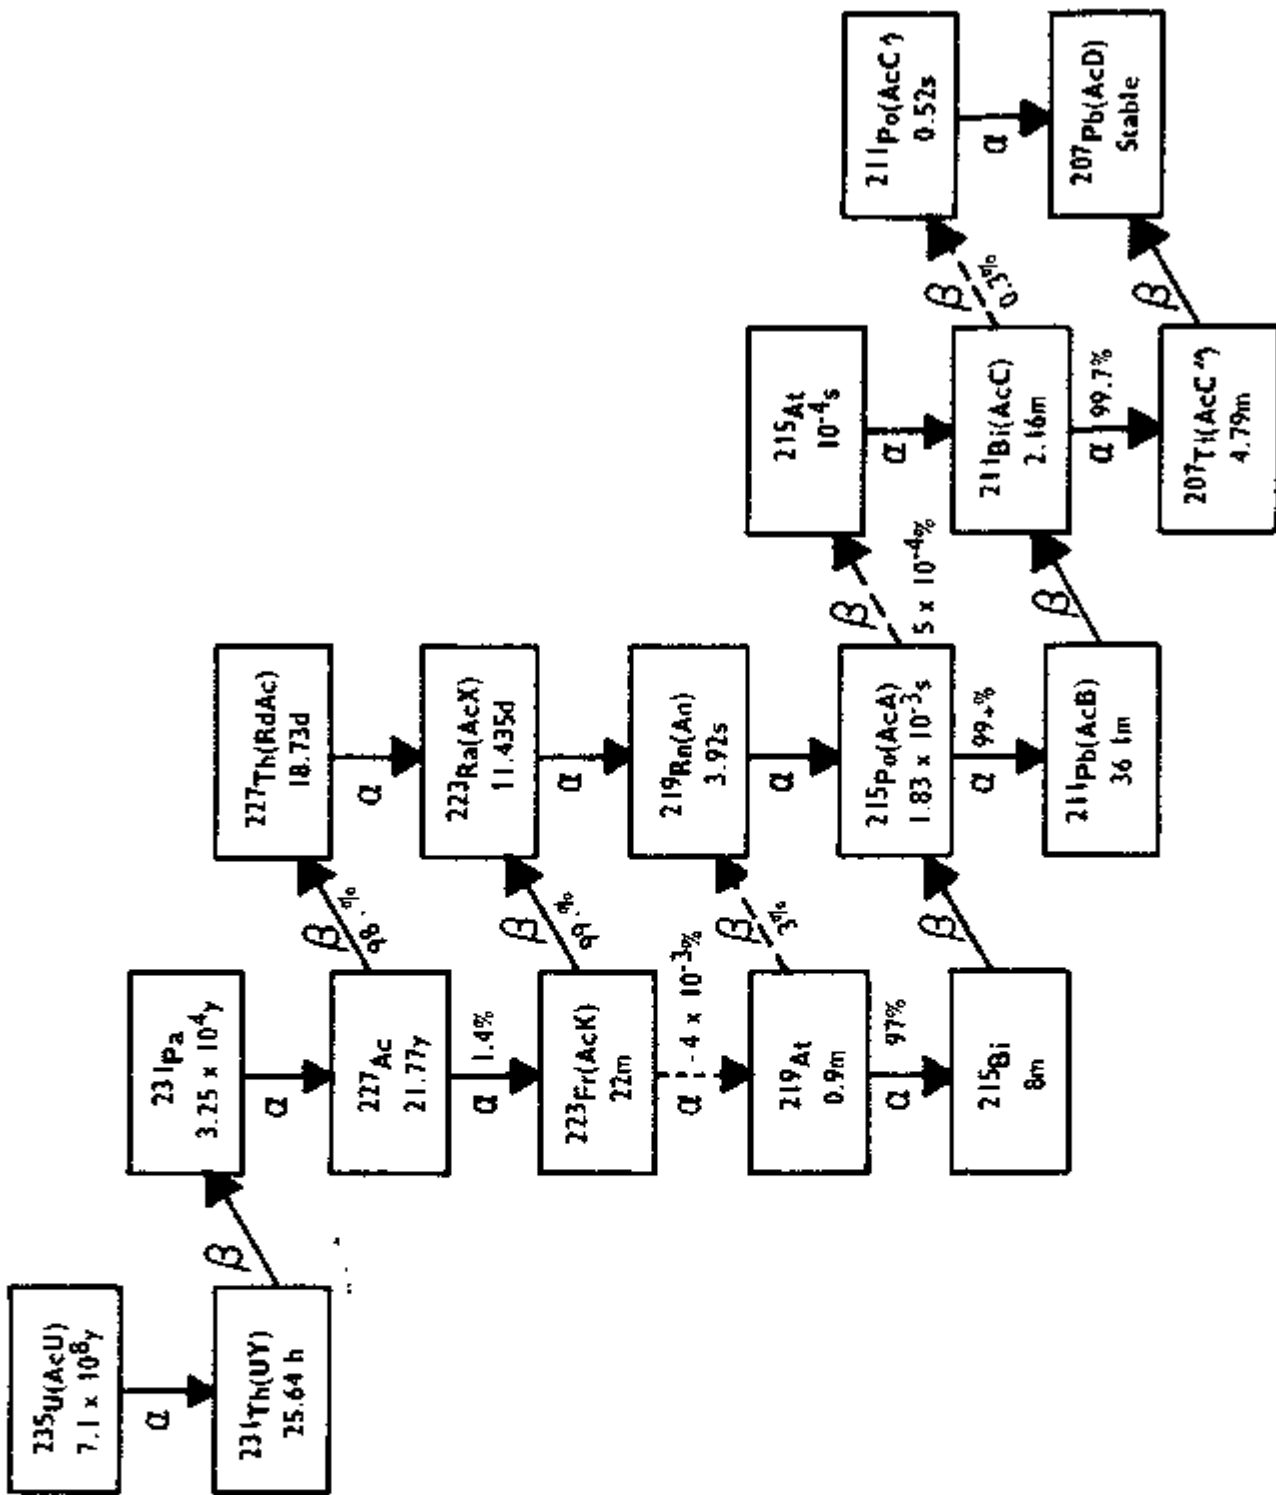 235U(AcU)
7.1 x 10^8y
α
231Th(UY)
25.64 h
β
231Pa
3.25 x 10^4y
α
227Ac
21.77y
α 1.4%
223Fr(AcK)
22m
α ~4 x 10^-3%
219At
0.9m
α 97%
215Bi
8m
β
98.%
β
99.%
β
3%
β
227Th(RdAc)
18.73d
α
223Ra(AcX)
11.435d
α
219Rn(An)
3.92s
α
215Po(AcA)
1.83 x 10^-3s
α 99+%
211Pb(AcB)
36 1m
β
5 x 10^-4%
β
215At
10^-4s
α
211Bi(AcC)
2.16m
α 99.7%
207Tl(AcC")
4.79m
β
0.3%
β
211Po(AcC')
0.52s
α
207Pb(AcD)
Stable